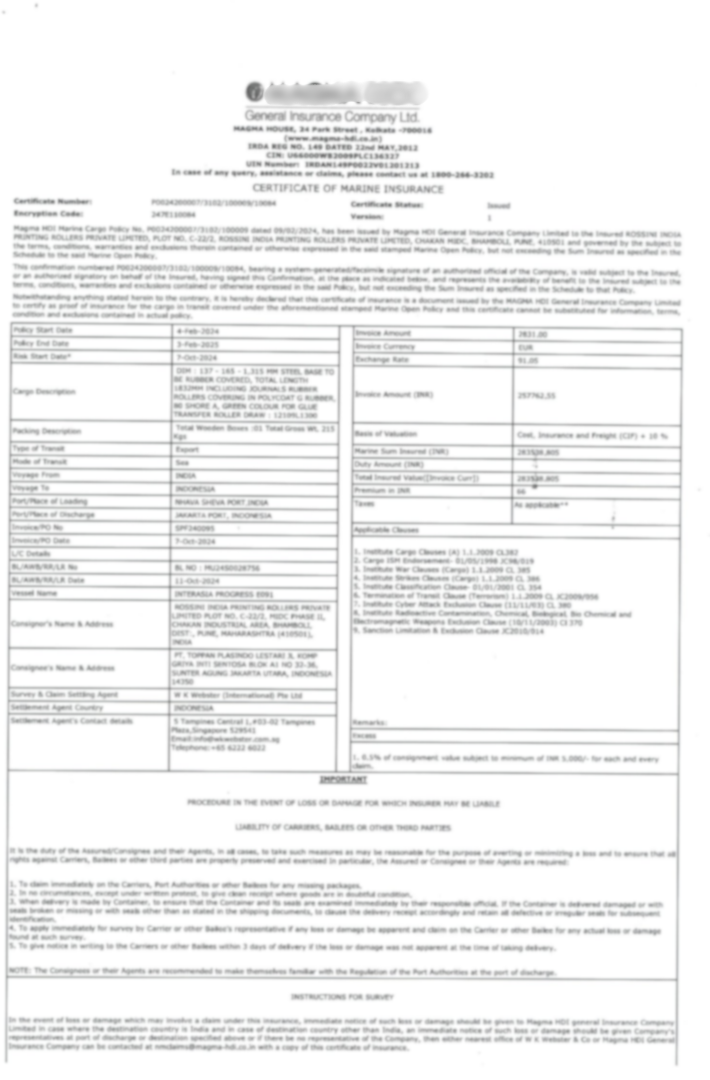 General Insurance Company Ltd.
MAGMA HOUSE, 24 Park Street, Kolkata -700016
(www.magma-hdi.co.in)
IRDA REG NO. 149 DATED 22nd MAY,2012
CIN: U66000WB2009PLC136327
UIN Number: IRDAN149P0022V01201213
In case of any query, assistance or claims, please contact us at 1800-266-3202
CERTIFICATE OF MARINE INSURANCE
Certificate Number: P0024200007/3102/100009/10084 Certificate Status: Issued
Encryption Code: 247E110084 Version: 1
Magma HDI Marine Cargo Policy No. P0024200007/3102/100009 dated 09/02/2024, has been issued by Magma HDI General Insurance Company Limited to the Insured ROSSINI INDIA
PRINTING ROLLERS PRIVATE LIMITED, PLOT NO. C-22/2, ROSSINI INDIA PRINTING ROLLERS PRIVATE LIMITED, CHAKAN MIDC, BHAMBOLI, PUNE, 410501 and governed by the subject to
the terms, conditions, warranties and exclusions therein contained or otherwise expressed in the said stamped Marine Open Policy, but not exceeding the Sum Insured as specified in the
Schedule to the said Marine Open Policy.
This confirmation numbered P0024200007/3102/100009/10084, bearing a system-generated/facsimile signature of an authorized official of the Company, is valid subject to the Insured,
or an authorized signatory on behalf of the Insured, having signed this Confirmation, at the place as indicated below, and represents the availability of benefit to the Insured subject to the
terms, conditions, warranties and exclusions contained or otherwise expressed in the said Policy, but not exceeding the Sum Insured as specified in the Schedule to that Policy.
Notwithstanding anything stated herein to the contrary, it is hereby declared that this certificate of insurance is a document issued by the MAGMA HDI General Insurance Company Limited
to certify as proof of insurance for the cargo in transit covered under the aforementioned stamped Marine Open Policy and this certificate cannot be substituted for information, terms,
condition and exclusions contained in actual policy.
Policy Start Date 4-Feb-2024
Policy End Date 3-Feb-2025
Risk Start Date* 7-Oct-2024
Cargo Description
DIM : 137 - 165 - 1,315 MM STEEL BASE TO
BE RUBBER COVERED, TOTAL LENGTH
1832MM INCLUDING JOURNALS RUBBER
ROLLERS COVERING IN POLYCOAT G RUBBER,
90 SHORE A, GREEN COLOUR FOR GLUE
TRANSFER ROLLER DRAW : 12109L1300
Packing Description Total Wooden Boxes :01 Total Gross Wt. 215
Kgs
Type of Transit Export
Mode of Transit Sea
Voyage From INDIA
Voyage To INDONESIA
Port/Place of Loading NHAVA SHEVA PORT,INDIA
Port/Place of Discharge JAKARTA PORT, INDONESIA
Invoice/PO No SPF240095
Invoice/PO Date 7-Oct-2024
L/C Details
BL/AWB/RR/LR No BL NO : MU24SO028756
BL/AWB/RR/LR Date 11-Oct-2024
Vessel Name INTERASIA PROGRESS E091
Consigner's Name & Address
ROSSINI INDIA PRINTING ROLLERS PRIVATE
LIMITED PLOT NO. C-22/2, MIDC PHASE II,
CHAKAN INDUSTRIAL AREA, BHAMBOLI,
DIST:, PUNE, MAHARASHTRA (410501),
INDIA
Consignee's Name & Address
PT. TOPPAN PLASINDO LESTARI JL. KOMP
GRIYA INTI SENTOSA BLOK A1 NO 33-36,
SUNTER AGUNG JAKARTA UTARA, INDONESIA
14350
Survey & Claim Settling Agent W K Webster (International) Pte Ltd
Settlement Agent Country INDONESIA
Settlement Agent's Contact details 5 Tampines Central 1,#03-02 Tampines
Plaza,Singapore 529541
Email:info@wkwebster.com.sg
Telephone:+65 6222 6022
Invoice Amount 2831.00
Invoice Currency EUR
Exchange Rate 91.05
Invoice Amount (INR) 257762.55
Basis of Valuation Cost, Insurance and Freight (CIF) + 10 %
Marine Sum Insured (INR) 283538.805
Duty Amount (INR)
Total Insured Value([Invoice Curr]) 283538.805
Premium in INR 66
Taxes As applicable**
Applicable Clauses
1. Institute Cargo Clauses (A) 1.1.2009 CL382
2. Cargo ISM Endorsement- 01/05/1998 JC98/019
3. Institute War Clauses (Cargo) 1.1.2009 CL 385
4. Institute Strikes Clauses (Cargo) 1.1.2009 CL 386
5. Institute Classification Clause- 01/01/2001 CL 354
6. Termination of Transit Clause (Terrorism) 1.1.2009 CL JC2009/056
7. Institute Cyber Attack Exclusion Clause (11/11/03) CL 380
8. Institute Radioactive Contamination, Chemical, Biological, Bio Chemical and
Electromagnetic Weapons Exclusion Clause (10/11/2003) Cl 370
9. Sanction Limitation & Exclusion Clause JC2010/014
Remarks:
Excess
1. 0.5% of consignment value subject to minimum of INR 5,000/- for each and every
claim.
IMPORTANT
PROCEDURE IN THE EVENT OF LOSS OR DAMAGE FOR WHICH INSURER MAY BE LIABILE
LIABILITY OF CARRIERS, BAILEES OR OTHER THIRD PARTIES
It is the duty of the Assured/Consignee and their Agents, in all cases, to take such measures as may be reasonable for the purpose of averting or minimizing a loss and to ensure that all
rights against Carriers, Bailees or other third parties are properly preserved and exercised in particular, the Assured or Consignee or their Agents are required:
1. To claim immediately on the Carriers, Port Authorities or other Bailees for any missing packages.
2. In no circumstances, except under written protest, to give clean receipt where goods are in doubtful condition.
3. When delivery is made by Container, to ensure that the Container and its seals are examined immediately by their responsible official. If the Container is delivered damaged or with
seals broken or missing or with seals other than as stated in the shipping documents, to clause the delivery receipt accordingly and retain all defective or irregular seals for subsequent
identification.
4. To apply immediately for survey by Carrier or other Bailee's representative if any loss or damage be apparent and claim on the Carrier or other Bailee for any actual loss or damage
found at such survey.
5. To give notice in writing to the Carriers or other Bailees within 3 days of delivery if the loss or damage was not apparent at the time of taking delivery.
NOTE: The Consignees or their Agents are recommended to make themselves familiar with the Regulation of the Port Authorities at the port of discharge.
INSTRUCTIONS FOR SURVEY
In the event of loss or damage which may involve a claim under this insurance, immediate notice of such loss or damage should be given to Magma HDI general Insurance Company
Limited in case where the destination country is India and in case of destination country other than India, an immediate notice of such loss or damage should be given Company's
representatives at port of discharge or destination specified above or if there be no representative of the Company, then either nearest office of W K Webster & Co or Magma HDI General
Insurance Company can be contacted at nmclaims@magma-hdi.co.in with a copy of this certificate of insurance.